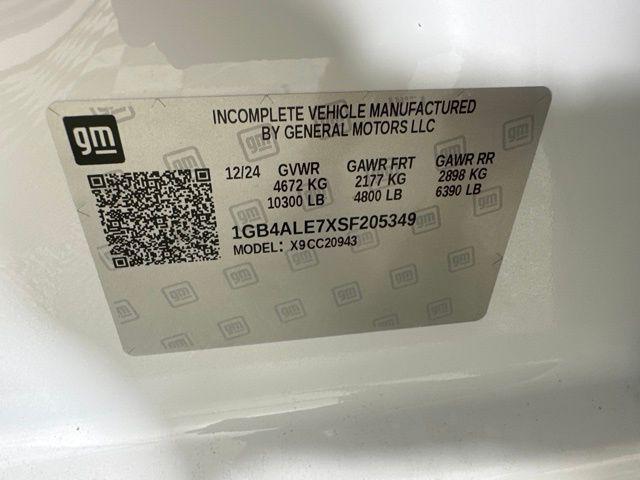 INCOMPLETE VEHICLE MANUFACTURED
BY GENERAL MOTORS LLC
gm
12/24 GVWR GAWR FRT GAWR RR
4672 KG 2177 KG 2898 KG
10300 LB 4800 LB 6390 LB
1GB4ALE7XSF205349
MODEL: X9CC20943